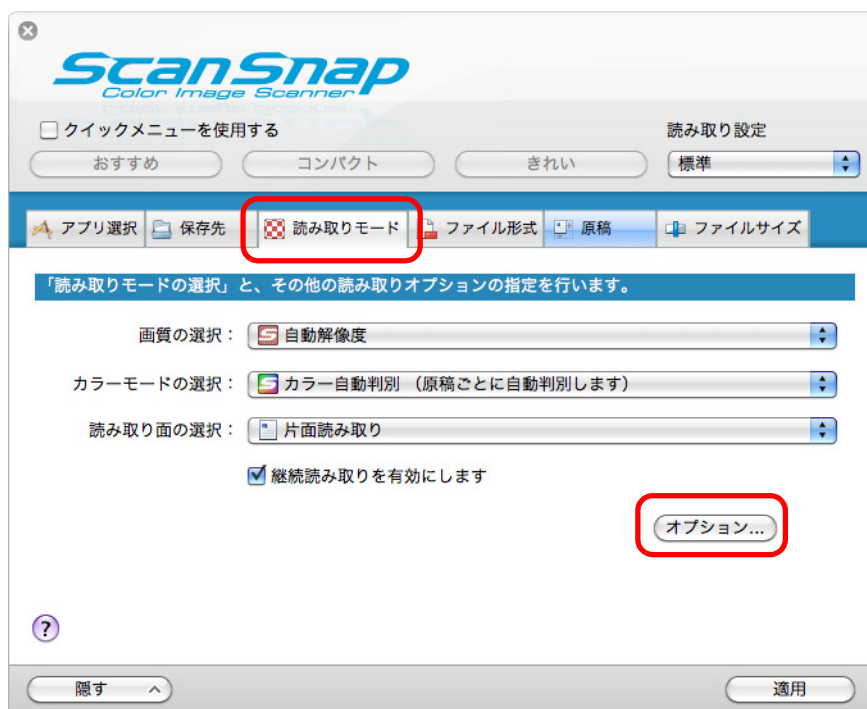 ScanSnap
Color Image Scanner
クイックメニューを使用する
読み取り設定
おすすめ
コンパクト
きれい
標準
アプリ選択
保存先
読み取りモード
ファイル形式
原稿
ファイルサイズ
「読み取りモードの選択」と、その他の読み取りオプションの指定を行います。
画質の選択：
自動解像度
カラーモードの選択：
カラー自動判別 （原稿ごとに自動判別します）
読み取り面の選択：
片面読み取り
継続読み取りを有効にします
オプション...
?
隠す
適用